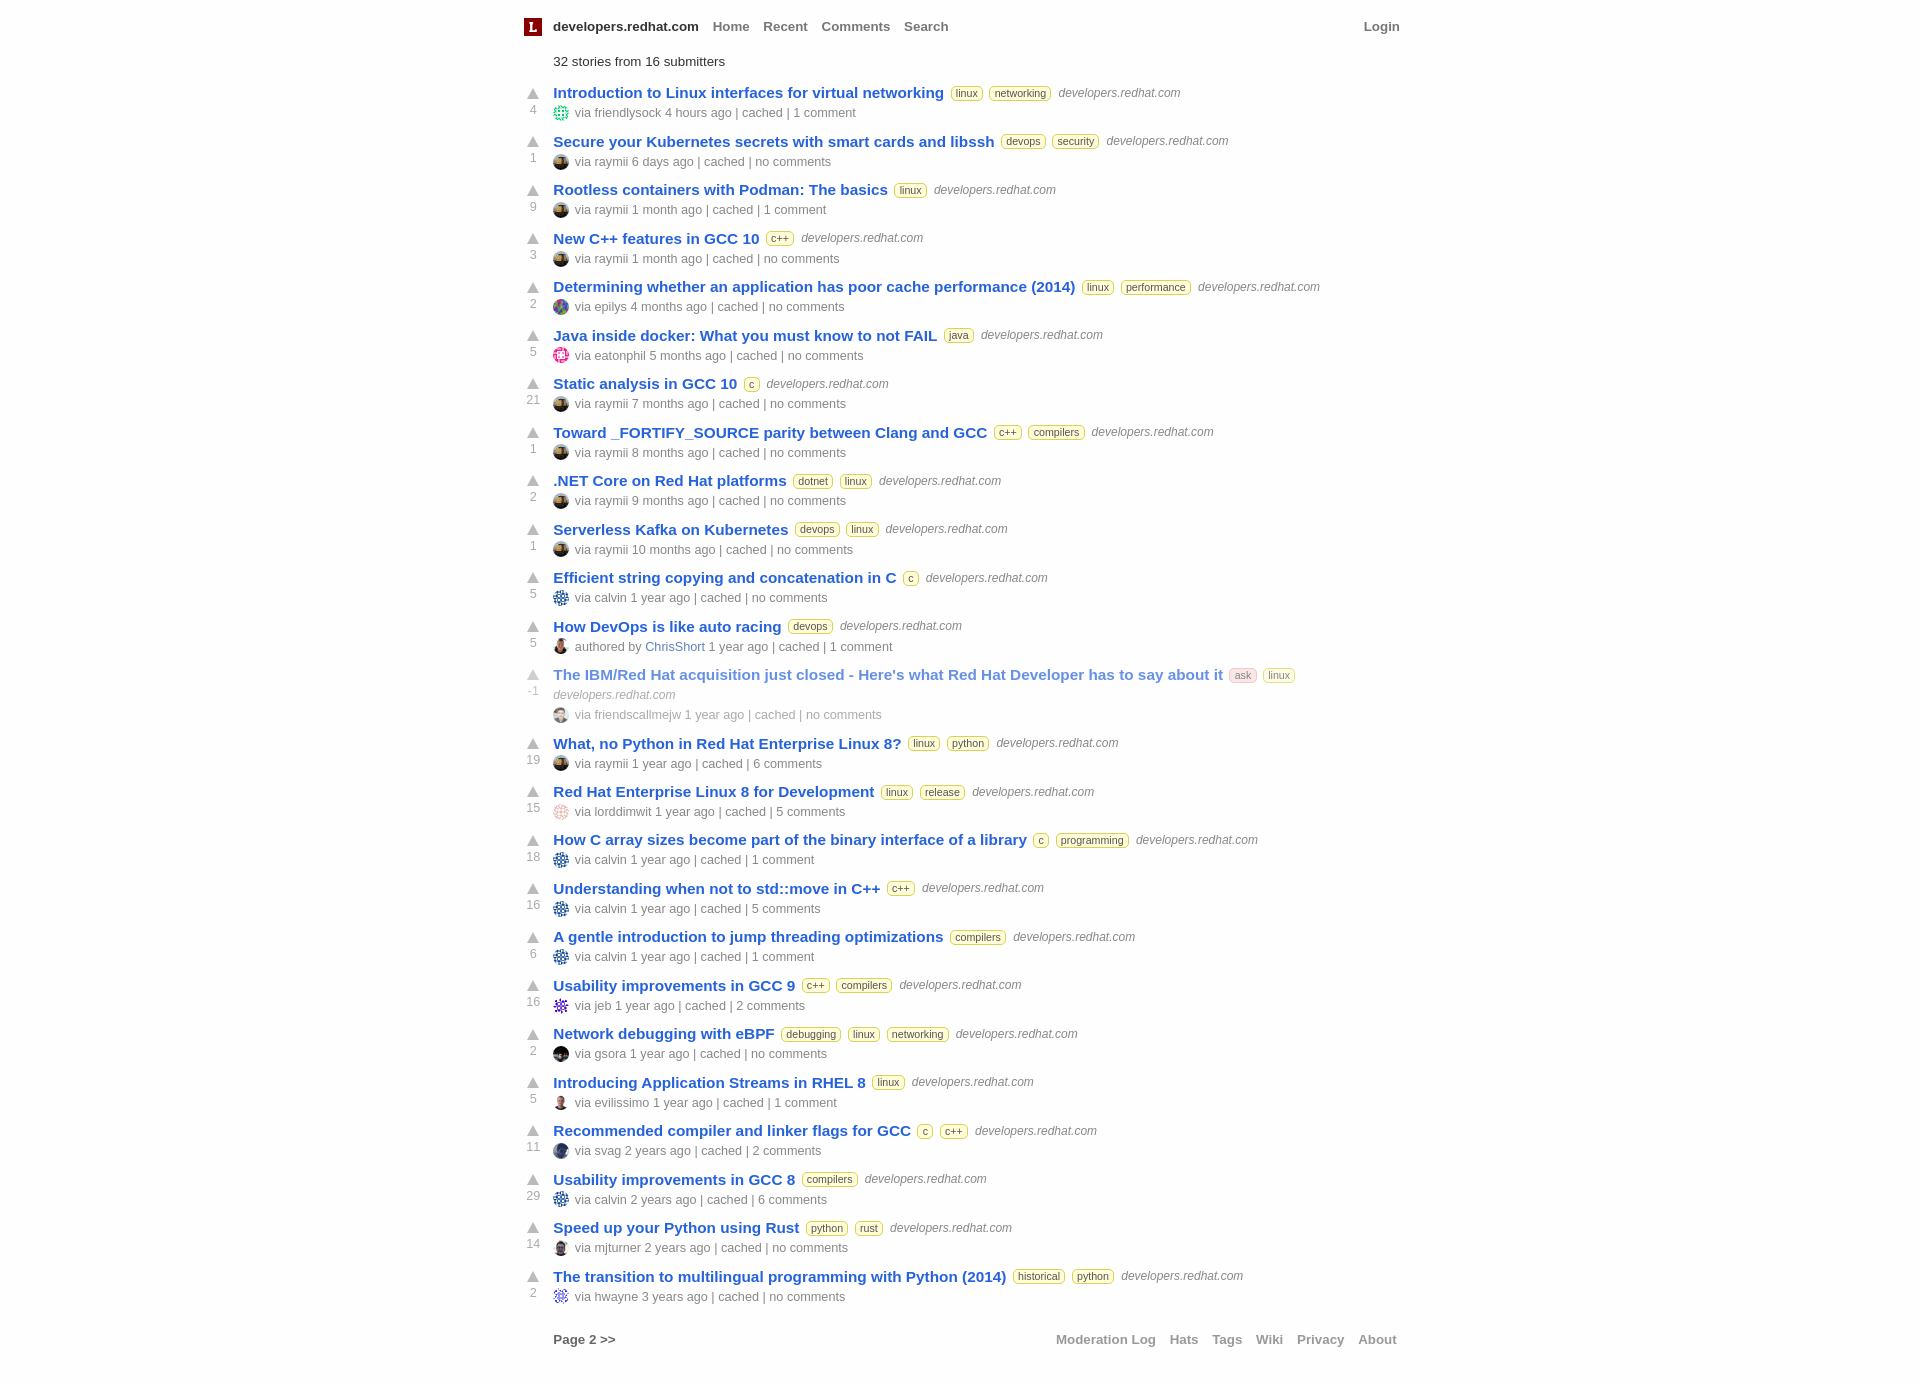 L developers.redhat.com Home Recent Comments Search Login
32 stories from 16 submitters
Introduction to Linux interfaces for virtual networking linux networking developers.redhat.com
4 via friendlysock 4 hours ago | cached | 1 comment
Secure your Kubernetes secrets with smart cards and libssh devops security developers.redhat.com
1 via raymii 6 days ago | cached | no comments
Rootless containers with Podman: The basics linux developers.redhat.com
9 via raymii 1 month ago | cached | 1 comment
New C++ features in GCC 10 c++ developers.redhat.com
3 via raymii 1 month ago | cached | no comments
Determining whether an application has poor cache performance (2014) linux performance developers.redhat.com
2 via epilys 4 months ago | cached | no comments
Java inside docker: What you must know to not FAIL java developers.redhat.com
5 via eatonphil 5 months ago | cached | no comments
Static analysis in GCC 10 c developers.redhat.com
21 via raymii 7 months ago | cached | no comments
Toward _FORTIFY_SOURCE parity between Clang and GCC c++ compilers developers.redhat.com
1 via raymii 8 months ago | cached | no comments
.NET Core on Red Hat platforms dotnet linux developers.redhat.com
2 via raymii 9 months ago | cached | no comments
Serverless Kafka on Kubernetes devops linux developers.redhat.com
1 via raymii 10 months ago | cached | no comments
Efficient string copying and concatenation in C c developers.redhat.com
5 via calvin 1 year ago | cached | no comments
How DevOps is like auto racing devops developers.redhat.com
5 authored by ChrisShort 1 year ago | cached | 1 comment
The IBM/Red Hat acquisition just closed - Here's what Red Hat Developer has to say about it ask linux
-1 developers.redhat.com
via friendscallmejw 1 year ago | cached | no comments
What, no Python in Red Hat Enterprise Linux 8? linux python developers.redhat.com
19 via raymii 1 year ago | cached | 6 comments
Red Hat Enterprise Linux 8 for Development linux release developers.redhat.com
15 via lorddimwit 1 year ago | cached | 5 comments
How C array sizes become part of the binary interface of a library c programming developers.redhat.com
18 via calvin 1 year ago | cached | 1 comment
Understanding when not to std::move in C++ c++ developers.redhat.com
16 via calvin 1 year ago | cached | 5 comments
A gentle introduction to jump threading optimizations compilers developers.redhat.com
6 via calvin 1 year ago | cached | 1 comment
Usability improvements in GCC 9 c++ compilers developers.redhat.com
16 via jeb 1 year ago | cached | 2 comments
Network debugging with eBPF debugging linux networking developers.redhat.com
2 via gsora 1 year ago | cached | no comments
Introducing Application Streams in RHEL 8 linux developers.redhat.com
5 via evilissimo 1 year ago | cached | 1 comment
Recommended compiler and linker flags for GCC c c++ developers.redhat.com
11 via svag 2 years ago | cached | 2 comments
Usability improvements in GCC 8 compilers developers.redhat.com
29 via calvin 2 years ago | cached | 6 comments
Speed up your Python using Rust python rust developers.redhat.com
14 via mjturner 2 years ago | cached | no comments
The transition to multilingual programming with Python (2014) historical python developers.redhat.com
2 via hwayne 3 years ago | cached | no comments
Page 2 >> Moderation Log Hats Tags Wiki Privacy About